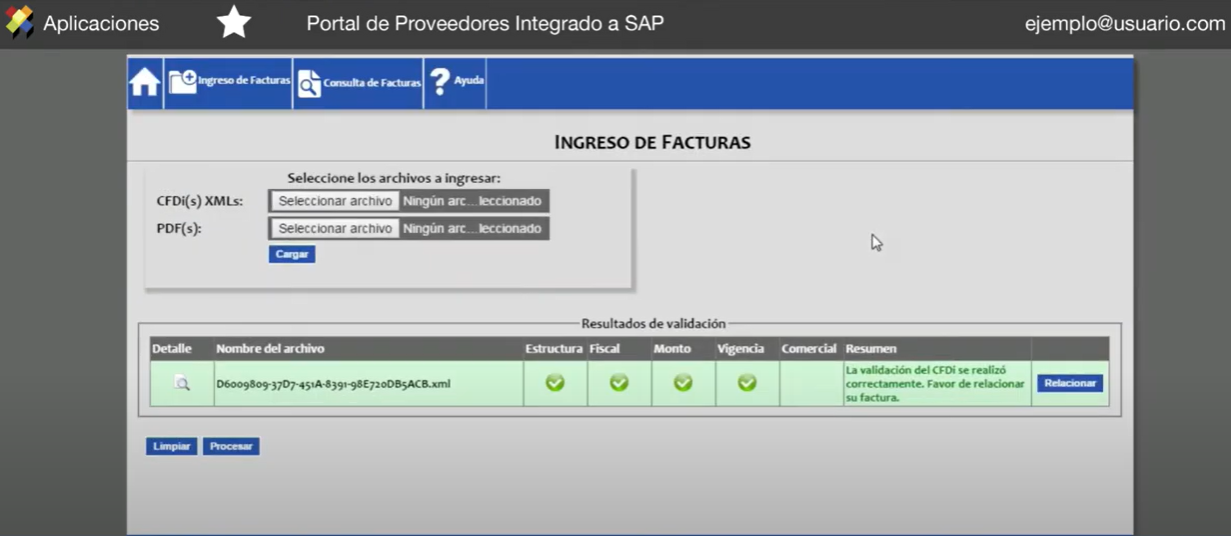 Aplicaciones Portal de Proveedores Integrado a SAP ejemplo@usuario.com
Ingreso de Facturas Consulta de Facturas Ayuda
INGRESO DE FACTURAS
Seleccione los archivos a ingresar:
CFDi(s) XMLs: Seleccionar archivo Ningún arc...leccionado
PDF(s): Seleccionar archivo Ningún arc...leccionado
Cargar
Resultados de validación
Detalle Nombre del archivo Estructura Fiscal Monto Vigencia Comercial Resumen
D6009809-37D7-451A-8391-98E720DB5ACB.xml
La validación del CFDi se realizó
correctamente. Favor de relacionar
su factura.
Relacionar
Limpiar Procesar